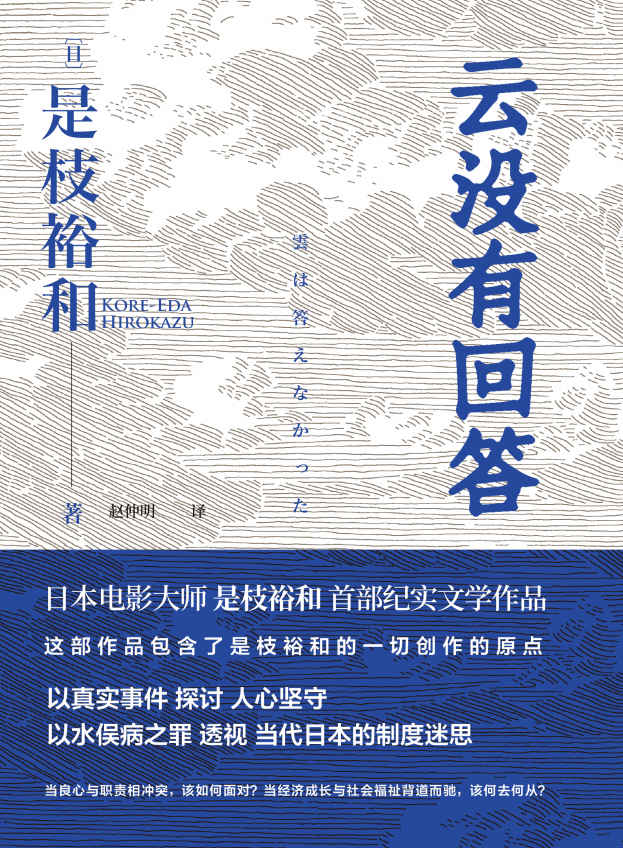 云没有回答
雲は答えなかった
[日]
是枝裕和
KORE-EDA
HIROKAZU
著
赵仲明 译
日本电影大师 是枝裕和 首部纪实文学作品
这部作品包含了是枝裕和的一切创作的原点
以真实事件 探讨 人心坚守
以水俣病之罪 透视 当代日本的制度迷思
当良心与职责相冲突，该如何面对？当经济成长与社会福祉背道而驰，该何去何从？